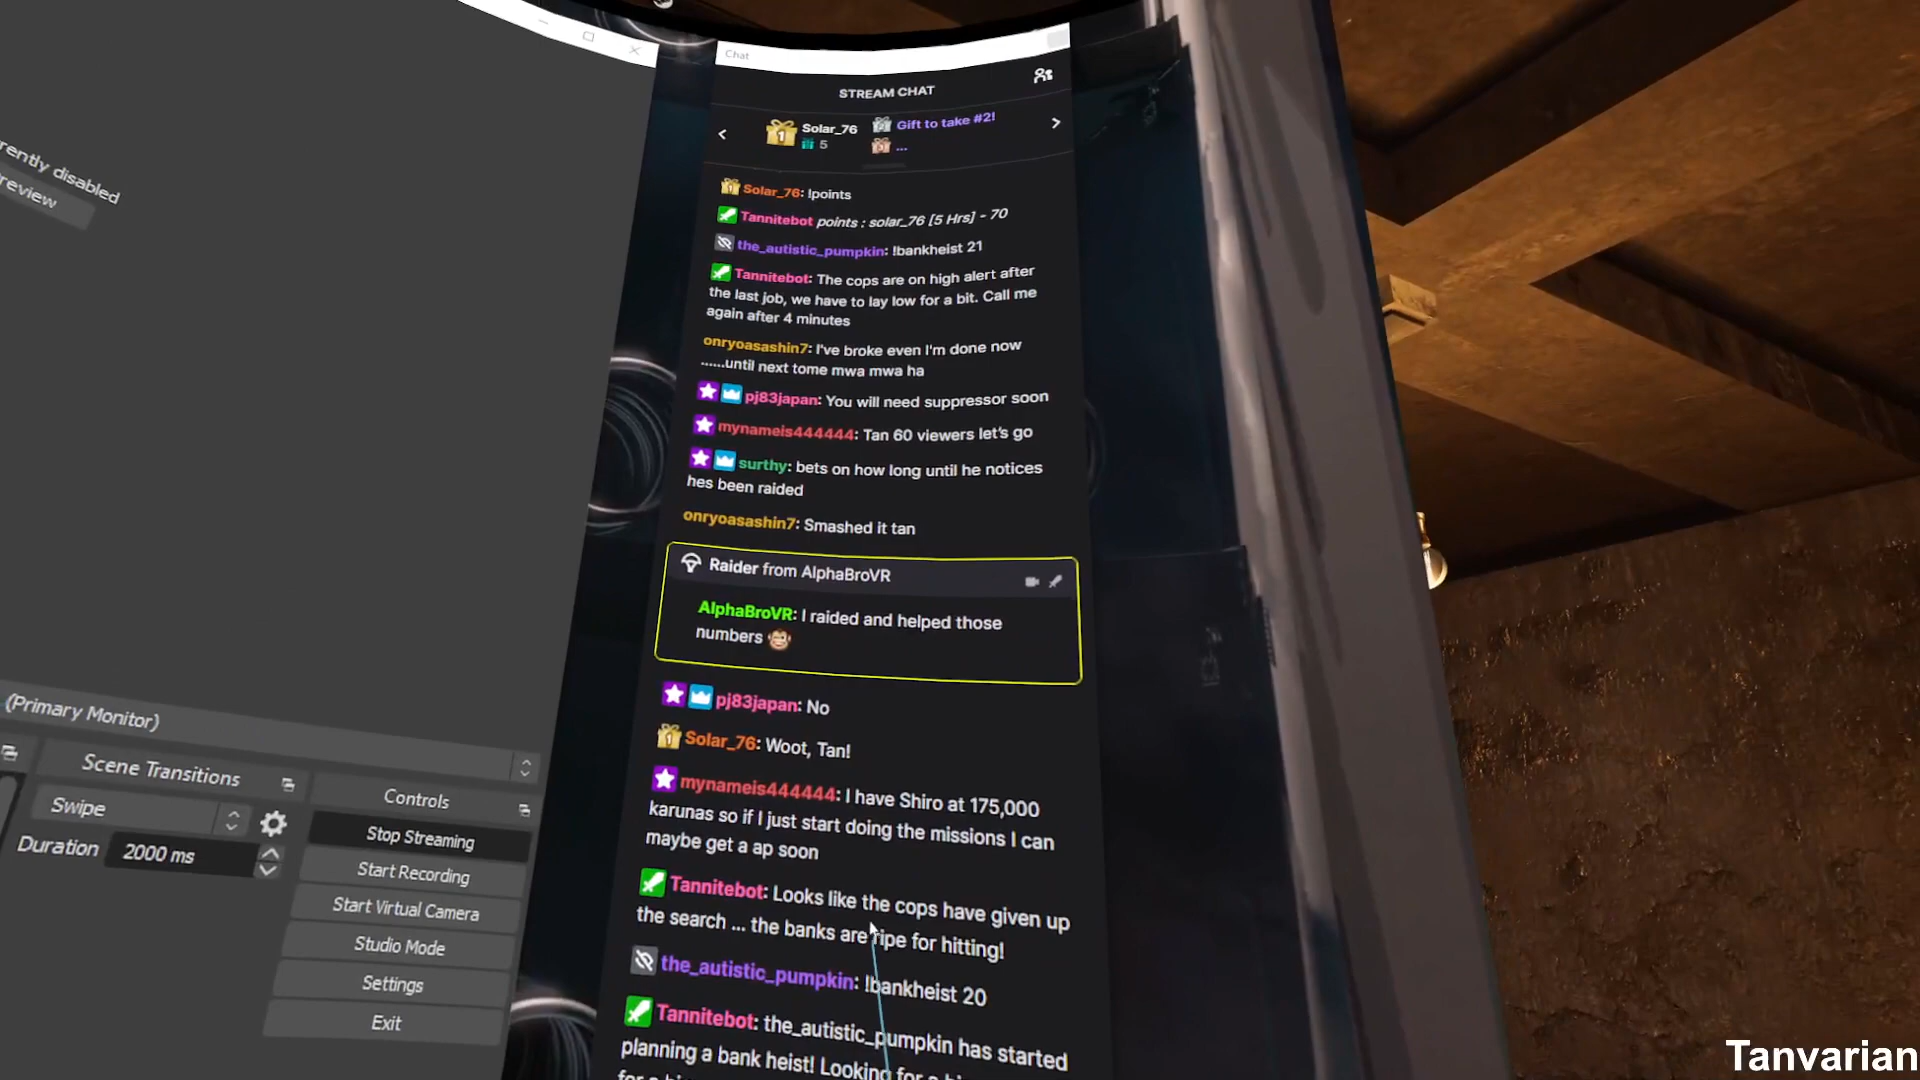 Chat
STREAM CHAT
1 Solar_76
5
Gift to take #2!
...
Solar_76: !points
Tannitebot points : solar_76 [5 Hrs] - 70
the_autistic_pumpkin: !bankheist 21
Tannitebot: The cops are on high alert after
the last job, we have to lay low for a bit. Call me
again after 4 minutes
onryoasashin7: I've broke even I'm done now
......until next tome mwa mwa ha
pj83japan: You will need suppressor soon
mynameis444444: Tan 60 viewers let's go
surthy: bets on how long until he notices
hes been raided
onryoasashin7: Smashed it tan
Raider from AlphaBroVR
AlphaBroVR: I raided and helped those
numbers
pj83japan: No
Solar_76: Woot, Tan!
mynameis444444: I have Shiro at 175,000
karunas so if I just start doing the missions I can
maybe get a ap soon
Tannitebot: Looks like the cops have given up
the search ... the banks are ripe for hitting!
the_autistic_pumpkin: !bankheist 20
Tannitebot: the_autistic_pumpkin has started
planning a bank heist! Looking for a
rently disabled
review
(Primary Monitor)
Scene Transitions
Swipe
Duration 2000 ms
Controls
Stop Streaming
Start Recording
Start Virtual Camera
Studio Mode
Settings
Exit
Tanvarian